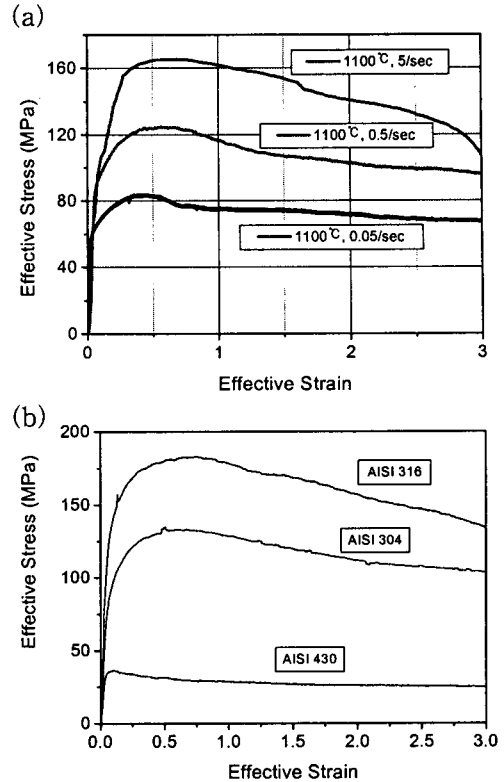 (a)
160
120
80
40
0
Effective Stress (MPa)
1100℃, 5/sec
1100℃, 0.5/sec
1100℃, 0.05/sec
0 1 2 3
Effective Strain
(b)
200
150
100
50
0
Effective Stress (MPa)
AISI 316
AISI 304
AISI 430
0.0 0.5 1.0 1.5 2.0 2.5 3.0
Effective Strain